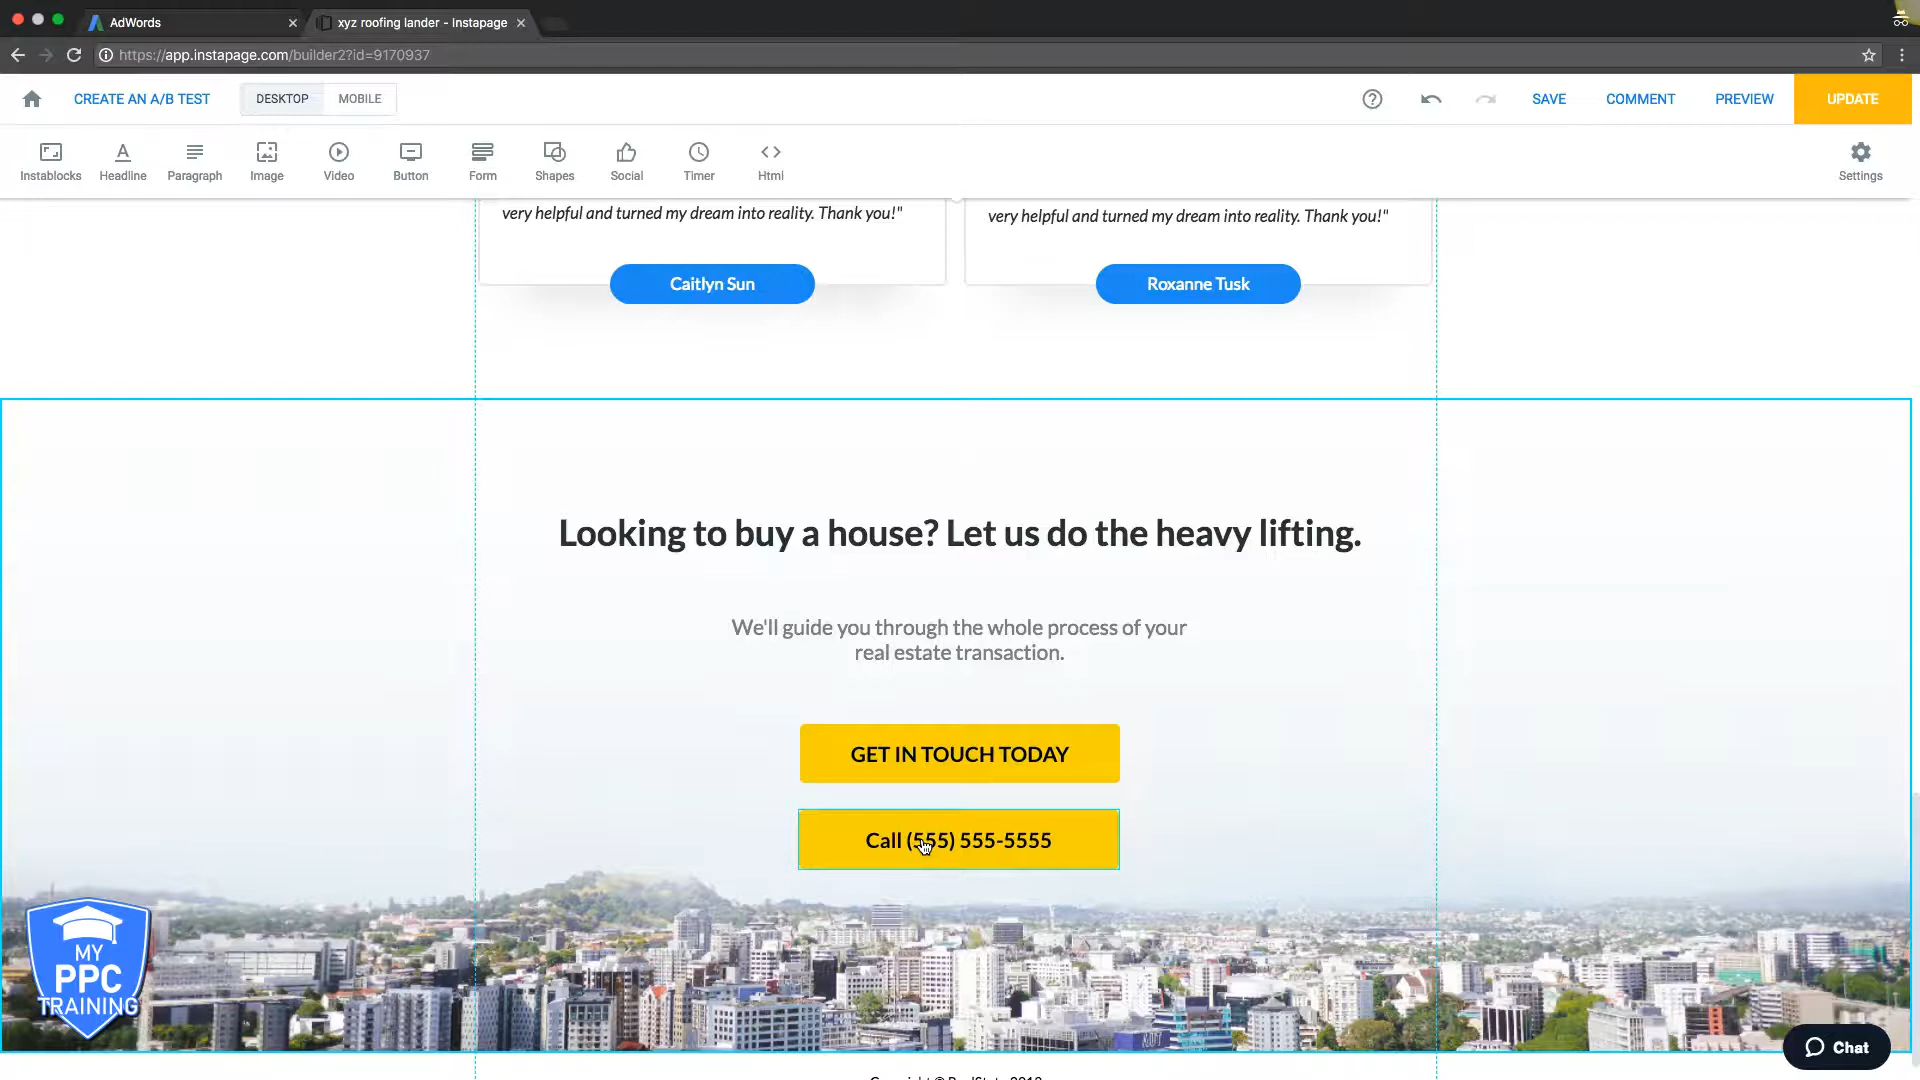 AdWords
xyz roofing lander - Instapage
https://app.instapage.com/builder2?id=9170937
CREATE AN A/B TEST
DESKTOP
MOBILE
SAVE
COMMENT
PREVIEW
UPDATE
Instablocks
Headline
Paragraph
Image
Video
Button
Form
Shapes
Social
Timer
Html
Settings
very helpful and turned my dream into reality. Thank you!"
very helpful and turned my dream into reality. Thank you!"
Caitlyn Sun
Roxanne Tusk
Looking to buy a house? Let us do the heavy lifting.
We'll guide you through the whole process of your
real estate transaction.
GET IN TOUCH TODAY
Call (555) 555-5555
MY
PPC
TRAINING
Chat